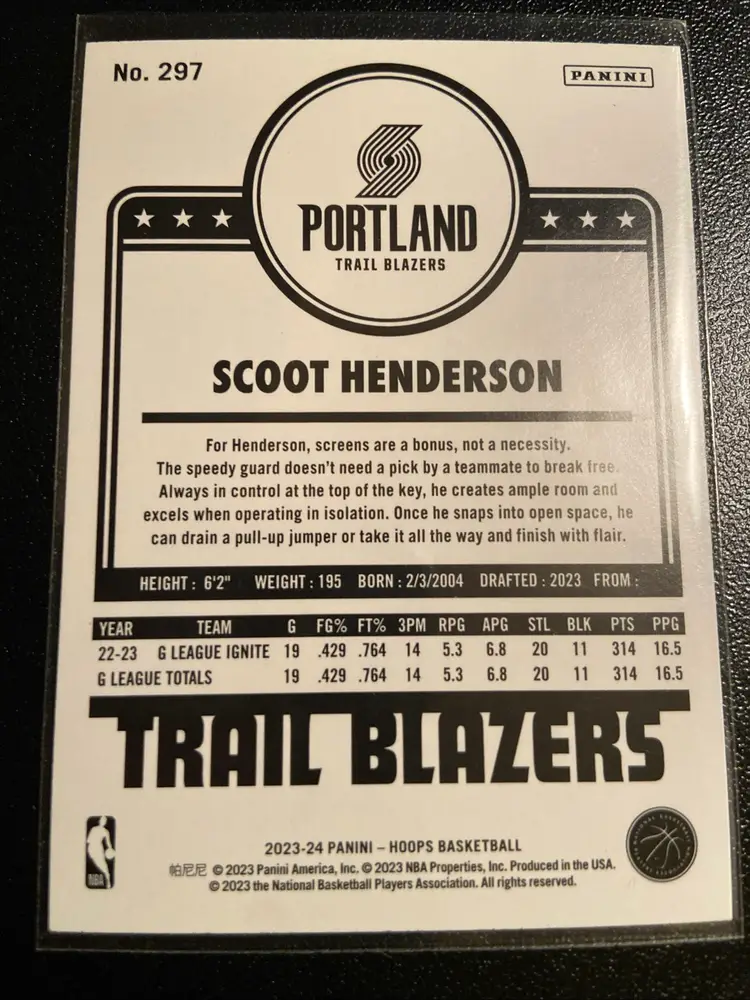 No. 297
PANINI
PORTLAND
TRAIL BLAZERS
SCOOT HENDERSON
For Henderson, screens are a bonus, not a necessity.
The speedy guard doesn't need a pick by a teammate to break free.
Always in control at the top of the key, he creates ample room and
excels when operating in isolation. Once he snaps into open space, he
can drain a pull-up jumper or take it all the way and finish with flair.
HEIGHT: 6'2" WEIGHT: 195 BORN: 2/3/2004 DRAFTED: 2023 FROM:
YEAR TEAM G FG% FT% 3PM RPG APG STL BLK PTS PPG
22-23 G LEAGUE IGNITE 19 .429 .764 14 5.3 6.8 20 11 314 16.5
G LEAGUE TOTALS 19 .429 .764 14 5.3 6.8 20 11 314 16.5
TRAIL BLAZERS
2023-24 PANINI – HOOPS BASKETBALL
帕尼尼 © 2023 Panini America, Inc. © 2023 NBA Properties, Inc. Produced in the USA.
© 2023 the National Basketball Players Association. All rights reserved.
NBA